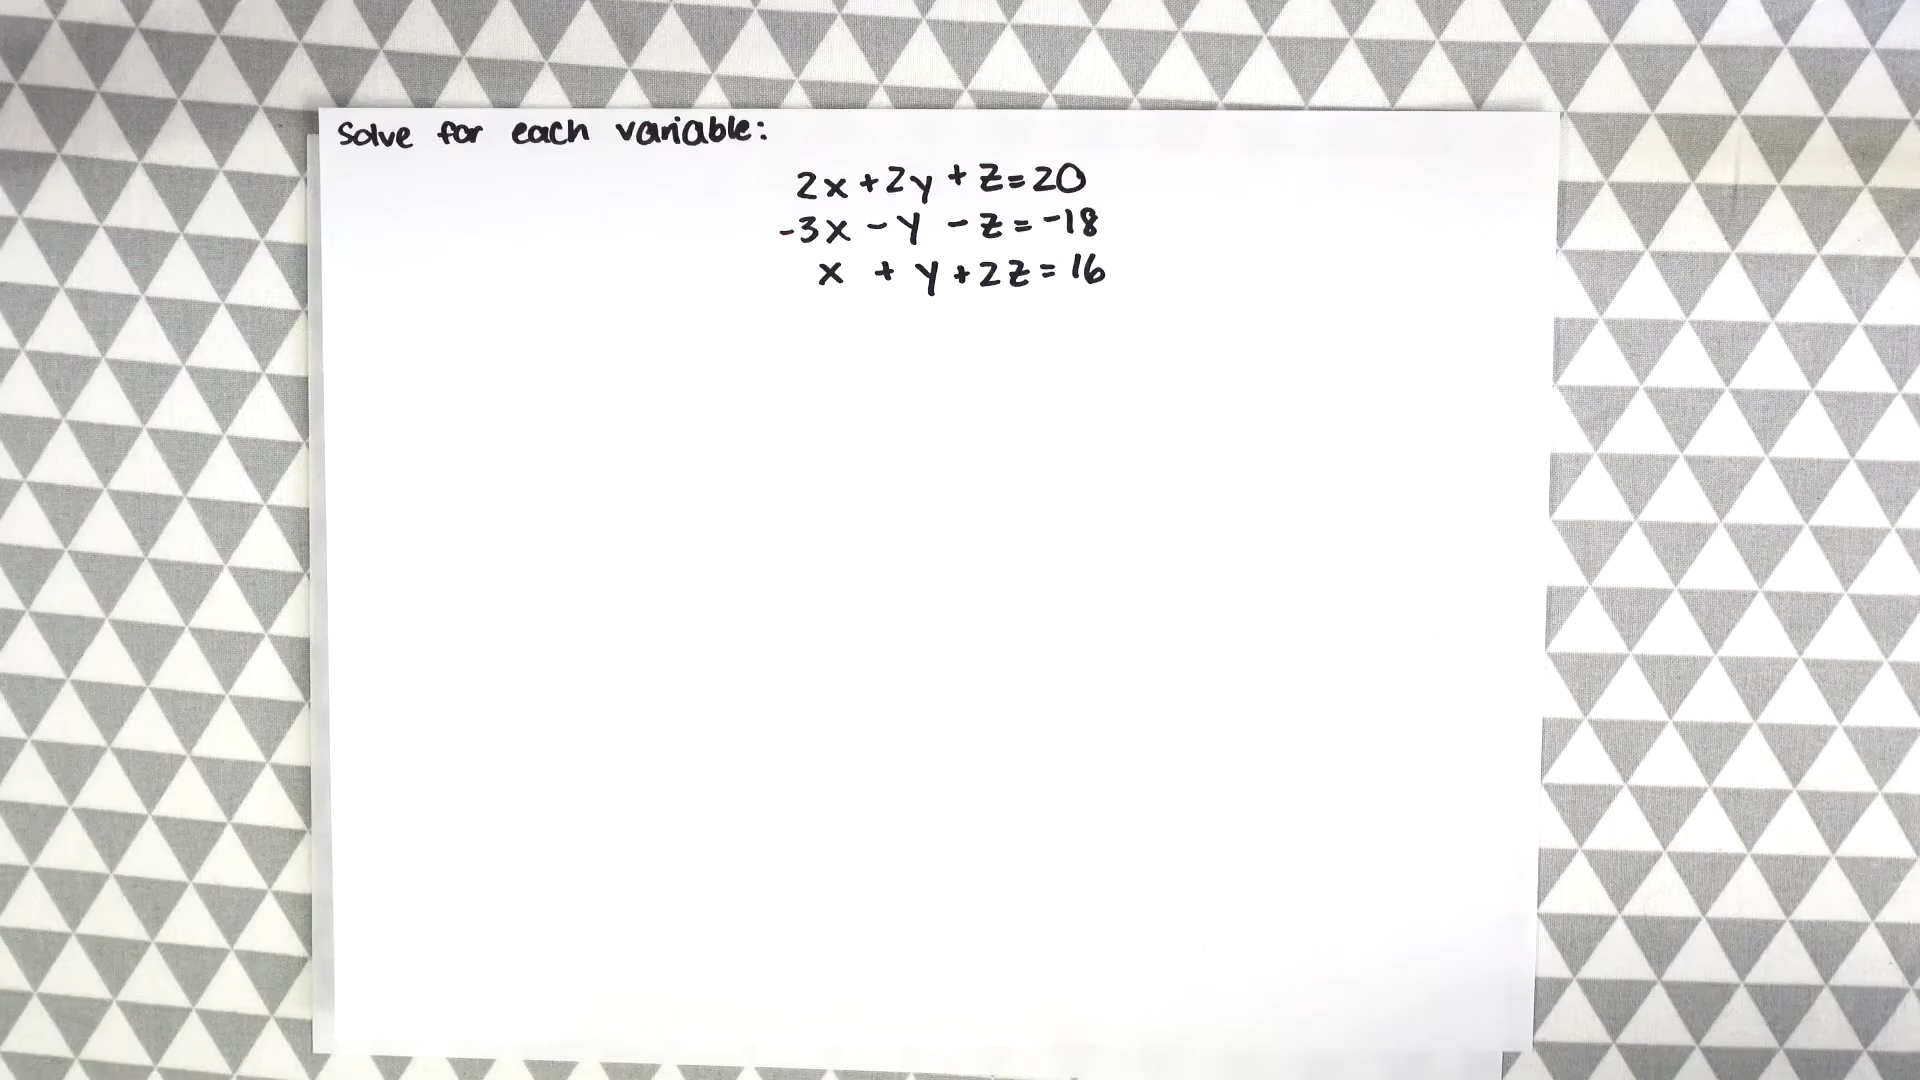 Solve for each variable:
2x + 2y + z = 20
-3x - y - z = -18
x + y + 2z = 16